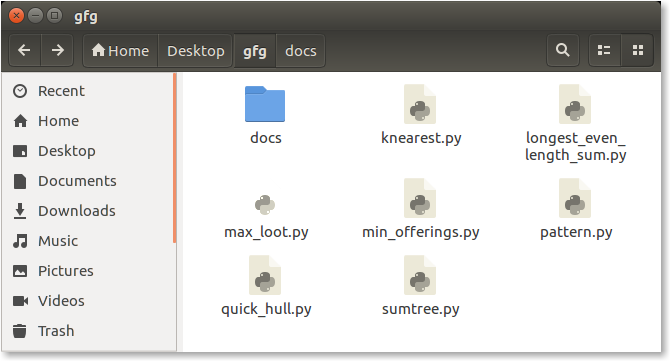 gfg
Home Desktop gfg docs
Recent
Home
Desktop
Documents
Downloads
Music
Pictures
Videos
Trash
docs knearest.py longest_even_
length_sum.py
max_loot.py min_offerings.py pattern.py
quick_hull.py sumtree.py